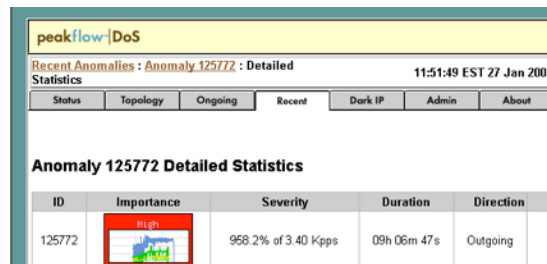 peakflow DoS
Recent Anomalies : Anomaly 125772 : Detailed Statistics
11:51:49 EST 27 Jan 200
Status Topology Ongoing Recent Dark IP Admin About
Anomaly 125772 Detailed Statistics
ID Importance Severity Duration Direction
High
125772 958.2% of 3.40 Kpps 09h 06m 47s Outgoing